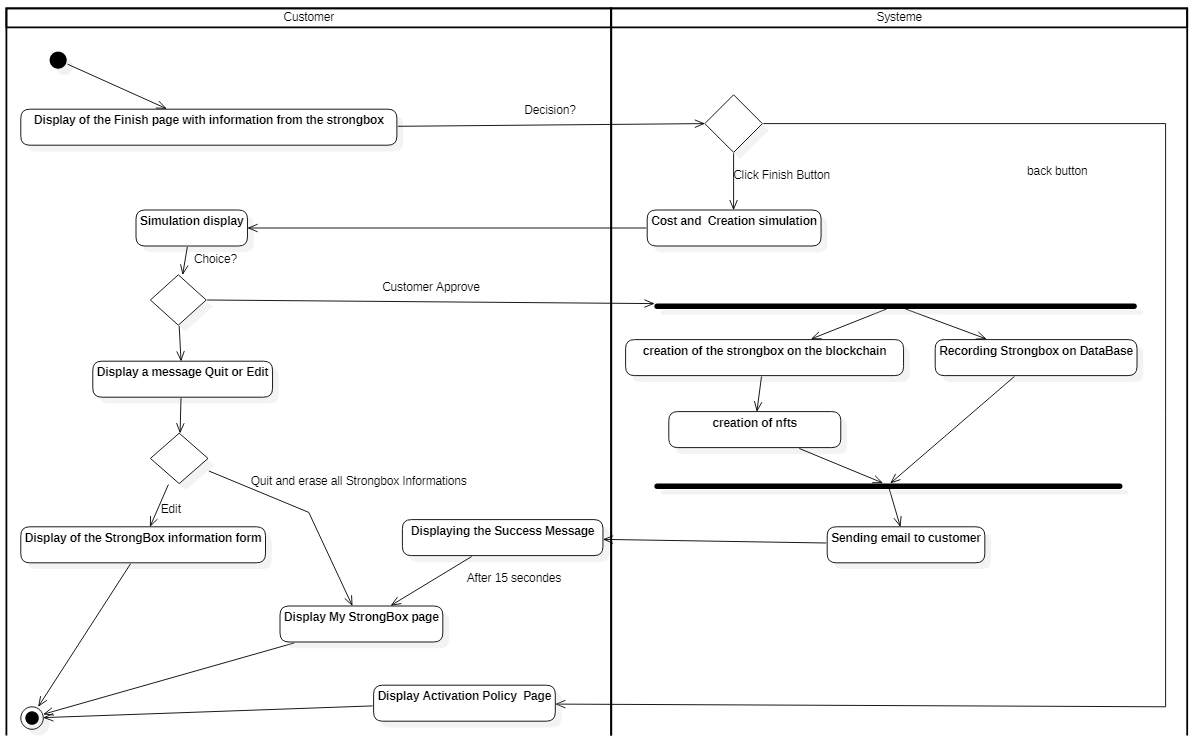 Customer
Systeme
Display of the Finish page with information from the strongbox
Decision?
Click Finish Button
back button
Simulation display
Cost and  Creation simulation
Choice?
Customer Approve
creation of the strongbox on the blockchain
Recording Strongbox on DataBase
Display a message Quit or Edit
creation of nfts
Quit and erase all Strongbox Informations
Edit
Display of the StrongBox information form
Displaying the Success Message
Sending email to customer
After 15 secondes
Display My StrongBox page
Display Activation Policy  Page